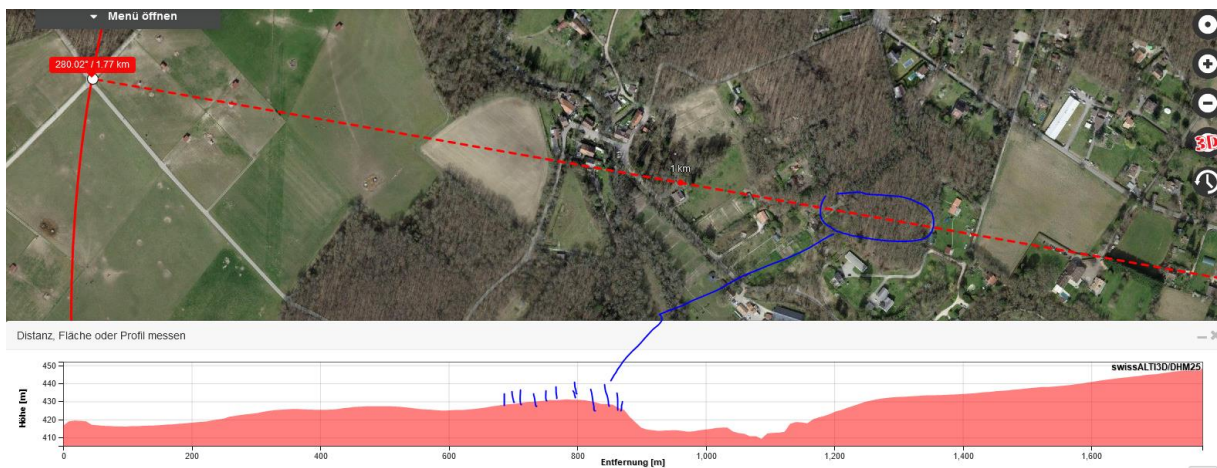 Menü öffnen
280.02° / 1.77 km
1 km
3D
Distanz, Fläche oder Profil messen
swissALTI3D/DHM25
Höhe [m]
450
440
430
420
410
0
200
400
600
800
1,000
1,200
1,400
1,600
Entfernung [m]